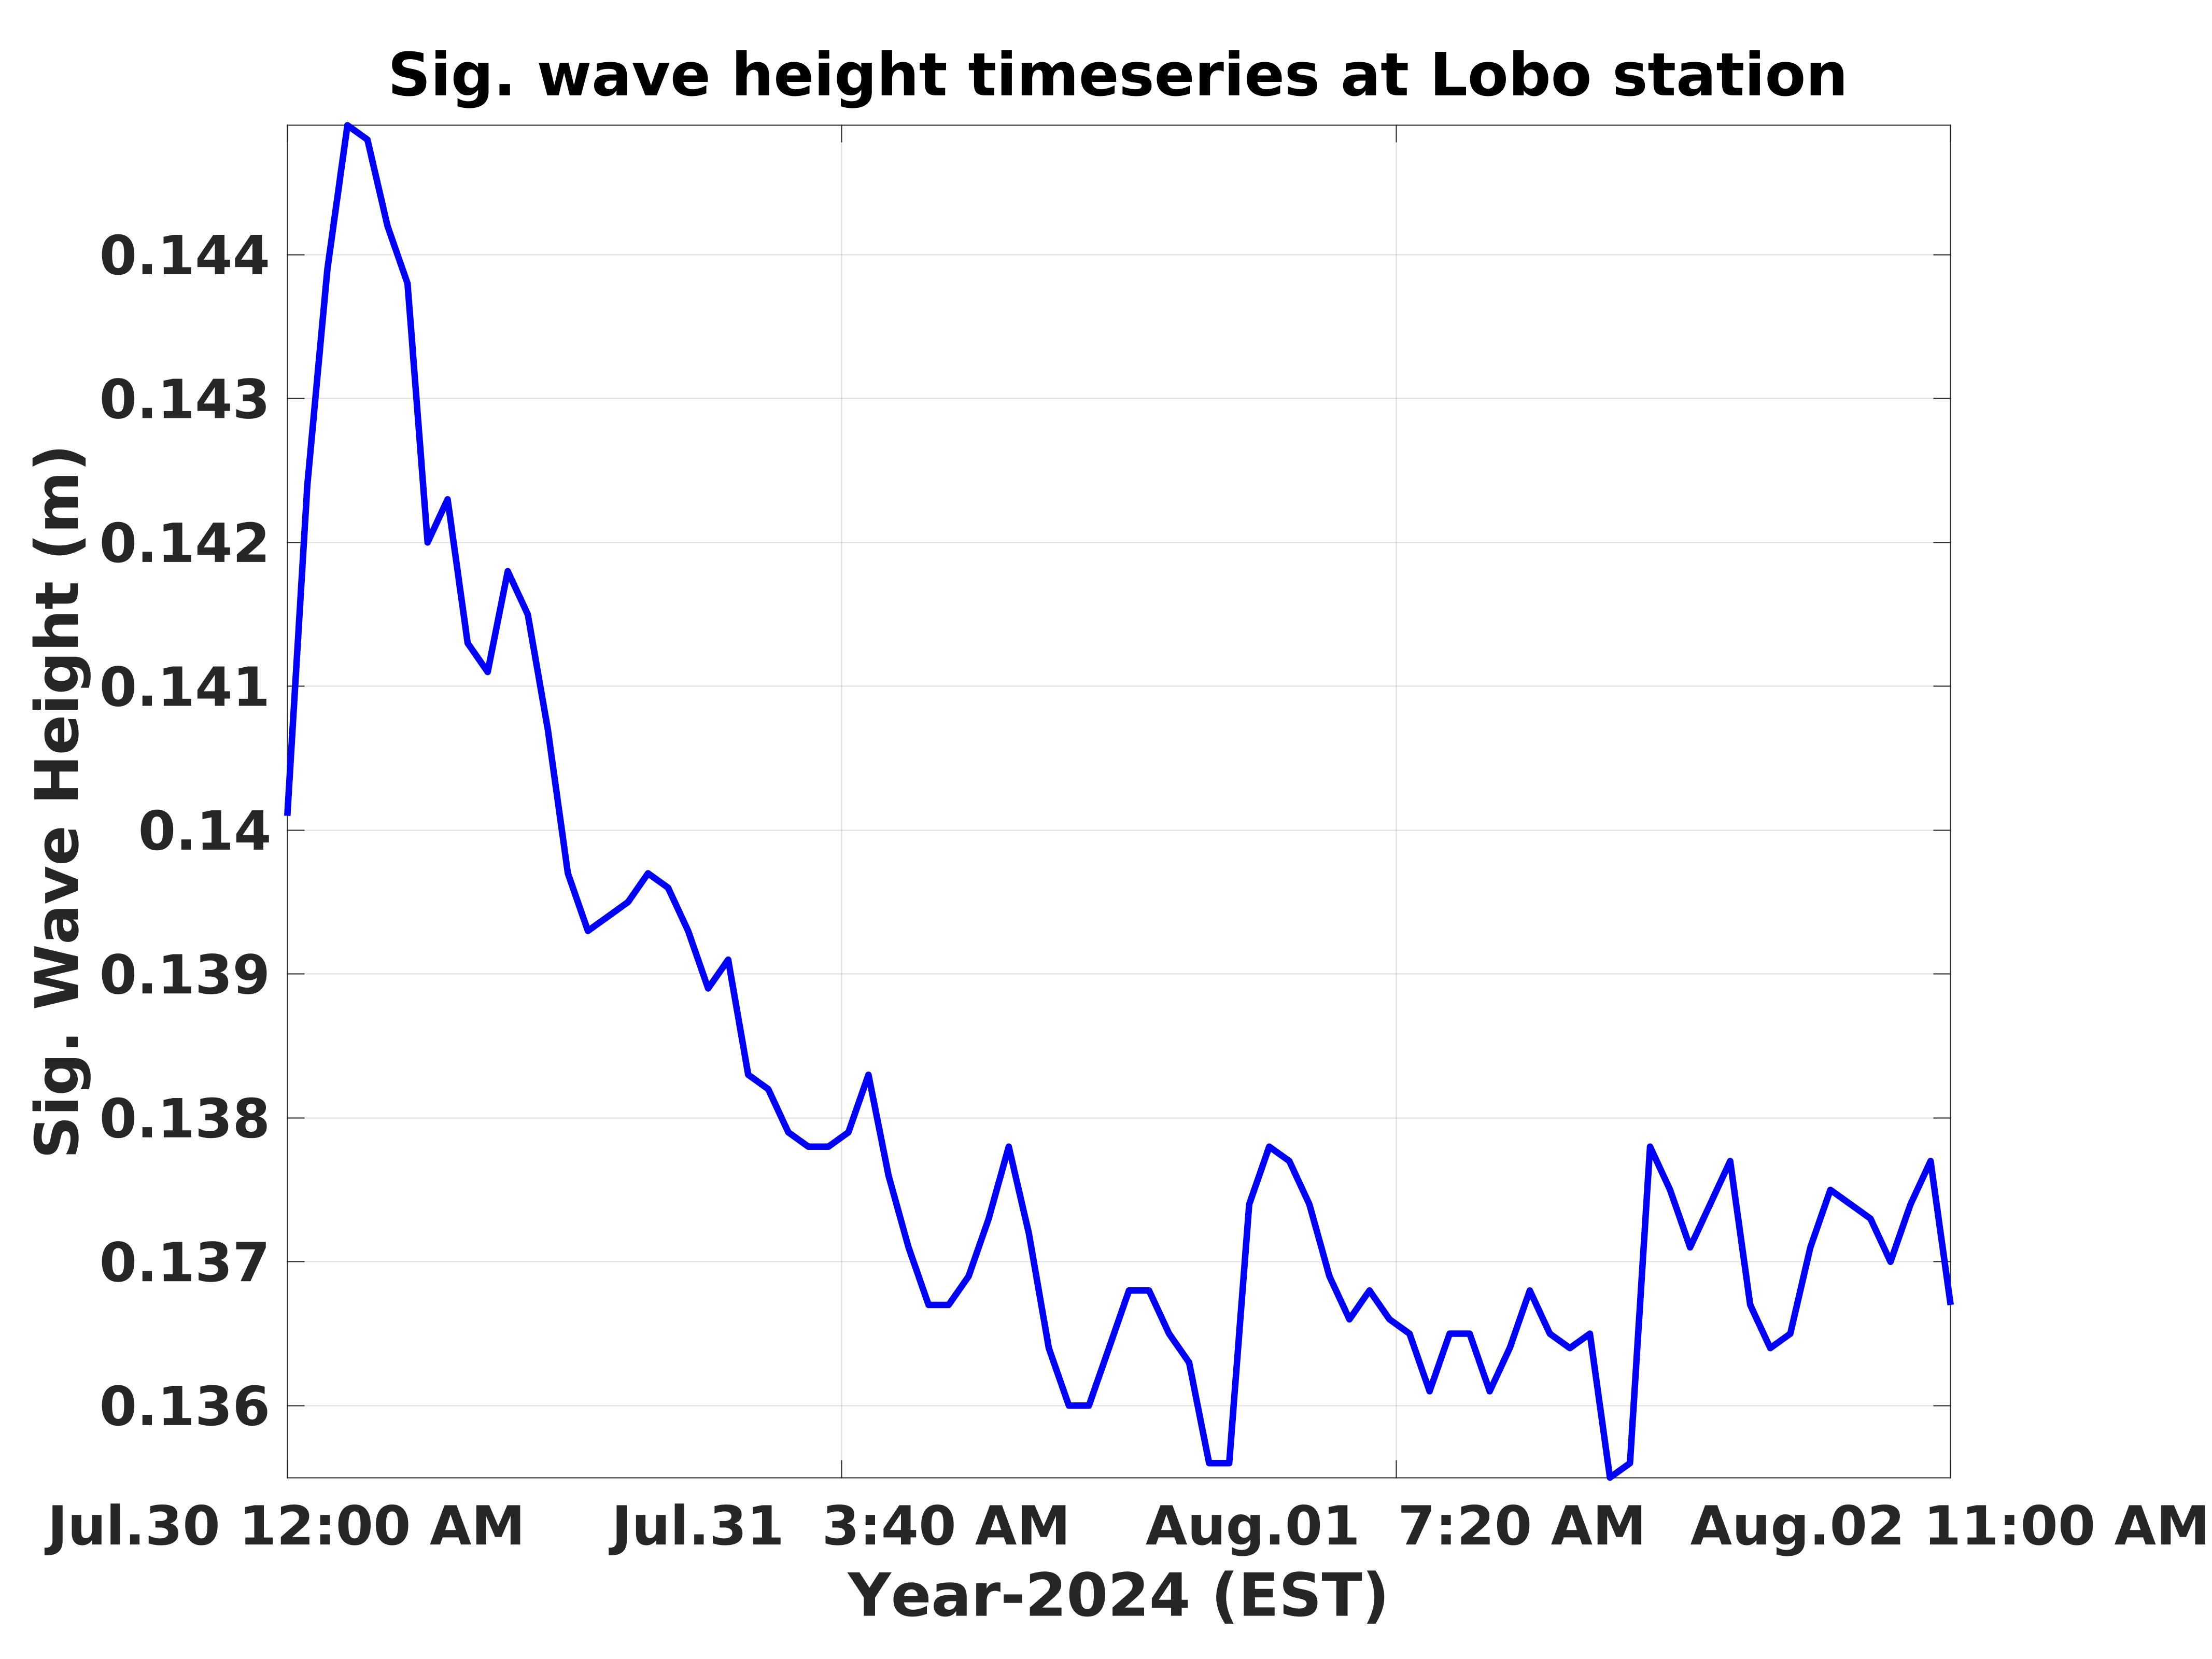 Sig. wave height timeseries at Lobo station
Sig. Wave Height (m)
0.144
0.143
0.142
0.141
0.14
0.139
0.138
0.137
0.136
Jul.30 12:00 AM
Jul.31 3:40 AM
Aug.01 7:20 AM
Aug.02 11:00 AM
Year-2024 (EST)